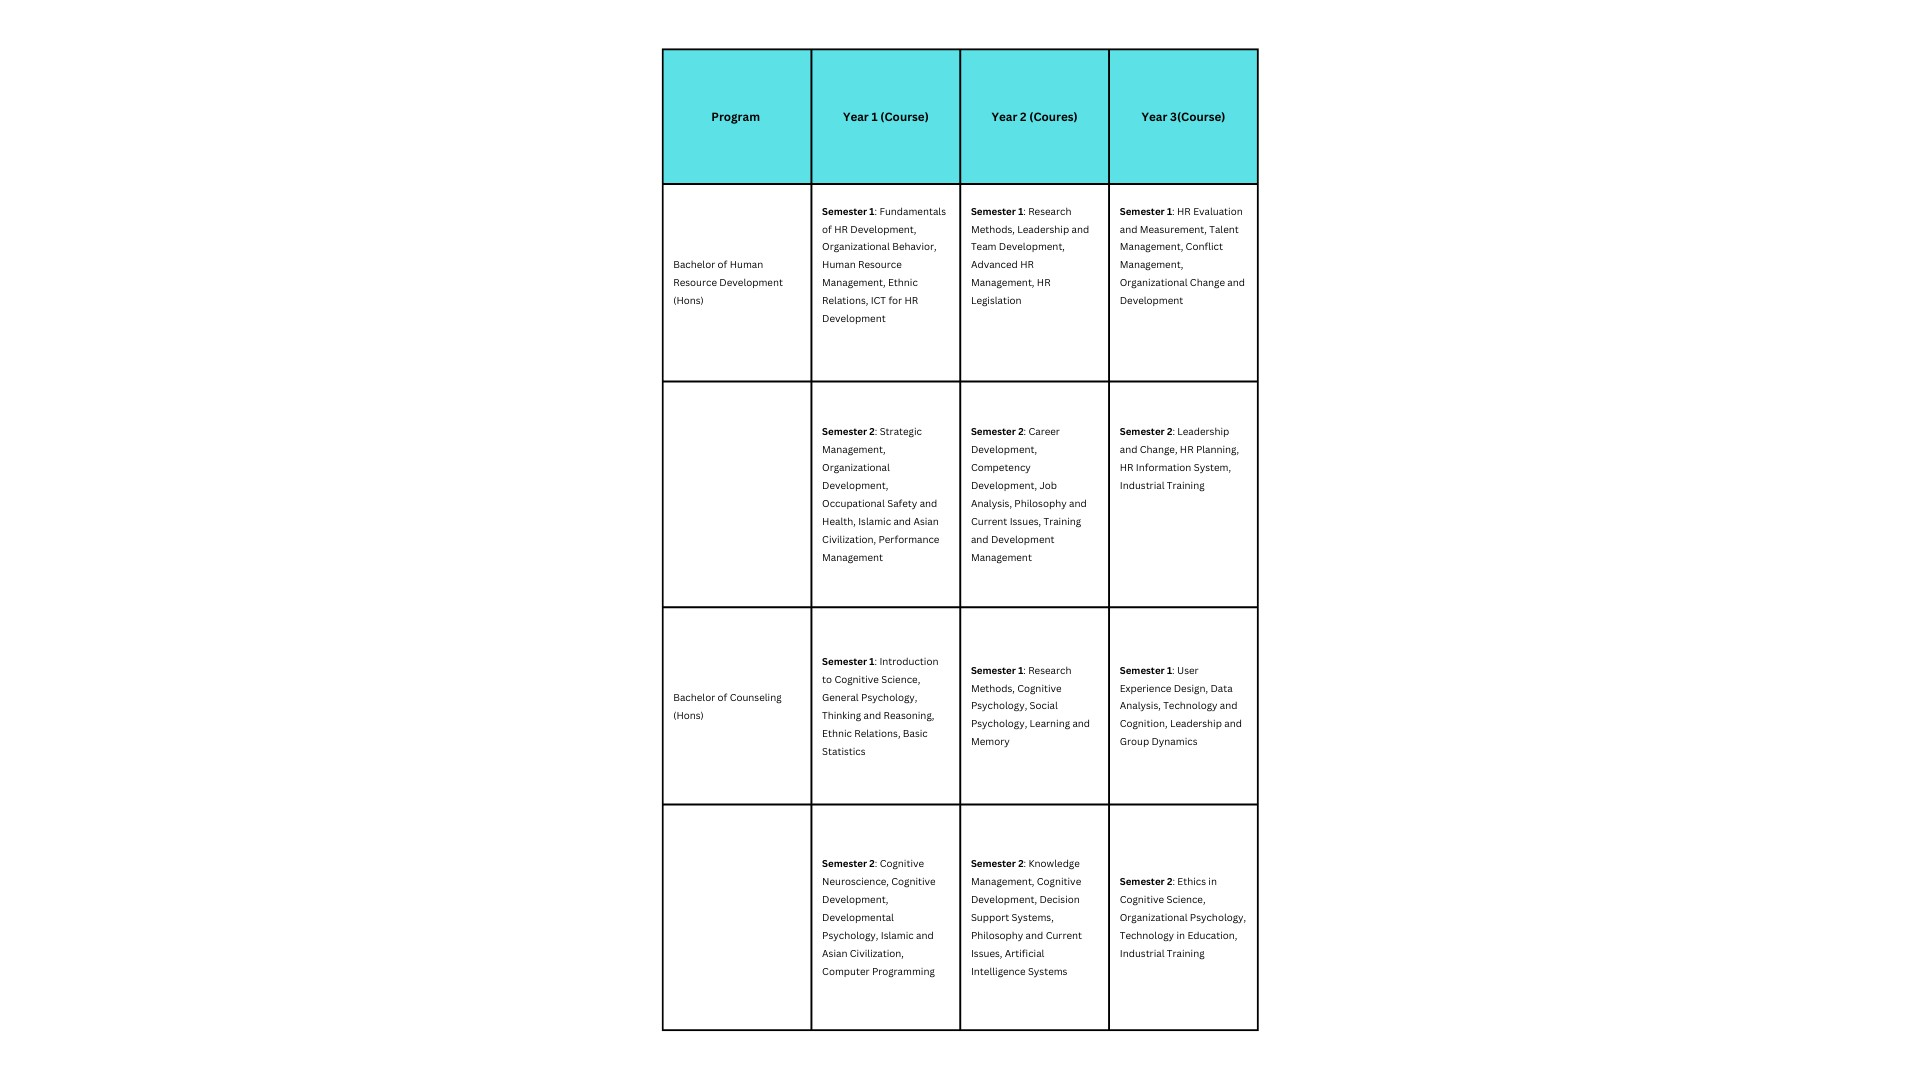 Program
Year 1 (Course)
Year 2 (Coures)
Year 3(Course)
Bachelor of Human
Resource Development
(Hons)
Semester 1: Fundamentals
of HR Development,
Organizational Behavior,
Human Resource
Management, Ethnic
Relations, ICT for HR
Development
Semester 1: Research
Methods, Leadership and
Team Development,
Advanced HR
Management, HR
Legislation
Semester 1: HR Evaluation
and Measurement, Talent
Management, Conflict
Management,
Organizational Change and
Development
Semester 2: Strategic
Management,
Organizational
Development,
Occupational Safety and
Health, Islamic and Asian
Civilization, Performance
Management
Semester 2: Career
Development,
Competency
Development, Job
Analysis, Philosophy and
Current Issues, Training
and Development
Management
Semester 2: Leadership
and Change, HR Planning,
HR Information System,
Industrial Training
Bachelor of Counseling
(Hons)
Semester 1: Introduction
to Cognitive Science,
General Psychology,
Thinking and Reasoning,
Ethnic Relations, Basic
Statistics
Semester 1: Research
Methods, Cognitive
Psychology, Social
Psychology, Learning and
Memory
Semester 1: User
Experience Design, Data
Analysis, Technology and
Cognition, Leadership and
Group Dynamics
Semester 2: Cognitive
Neuroscience, Cognitive
Development,
Developmental
Psychology, Islamic and
Asian Civilization,
Computer Programming
Semester 2: Knowledge
Management, Cognitive
Development, Decision
Support Systems,
Philosophy and Current
Issues, Artificial
Intelligence Systems
Semester 2: Ethics in
Cognitive Science,
Organizational Psychology,
Technology in Education,
Industrial Training